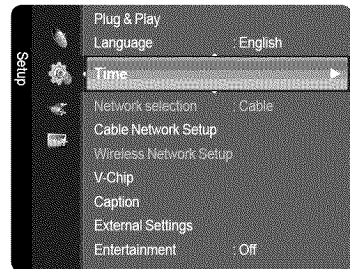 Setup
Plug & Play
Language : English
Time
Network selection : Cable
Cable Network Setup
Wireless Network Setup
V-Chip
Caption
External Settings
Entertainment : Off